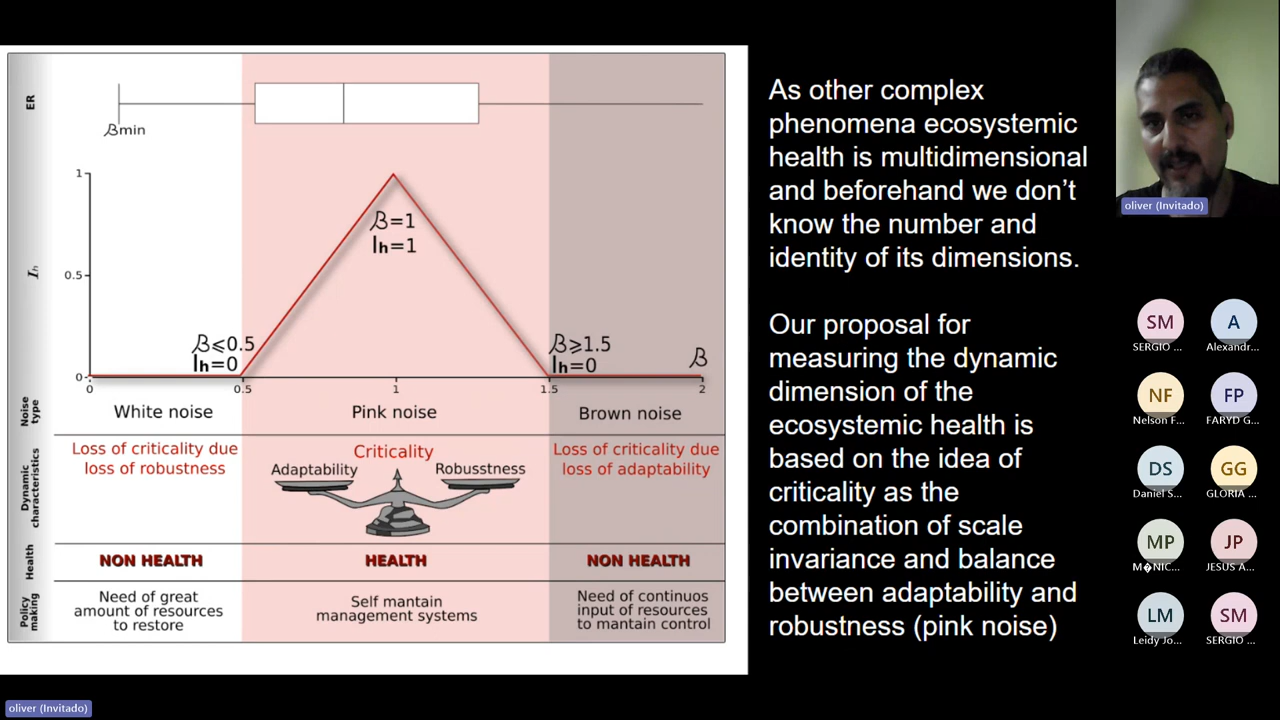 ER
βmin
1
0.5
0
Ih
β=1
Ih=1
β⩽0.5
Ih=0
β⩾1.5
Ih=0
β
0
0.5
1
1.5
2
Noise type
White noise
Pink noise
Brown noise
Dynamic characteristics
Loss of criticality due
loss of robustness
Criticality
Adaptability
Robusstness
Loss of criticality due
loss of adaptability
Health
NON HEALTH
HEALTH
NON HEALTH
Policy making
Need of great
amount of resources
to restore
Self mantain
management systems
Need of continuos
input of resources
to mantain control
As other complex
phenomena ecosystemic
health is multidimensional
and beforehand we don’t
know the number and
identity of its dimensions.
Our proposal for
measuring the dynamic
dimension of the
ecosystemic health is
based on the idea of
criticality as the
combination of scale
invariance and balance
between adaptability and
robustness (pink noise)
oliver (Invitado)
SM
SERGIO ...
A
Alexandr...
NF
Nelson F...
FP
FARYD G...
DS
Daniel S...
GG
GLORIA ...
MP
M�NIC...
JP
JESUS A...
LM
Leidy Jo...
SM
SERGIO ...
oliver (Invitado)